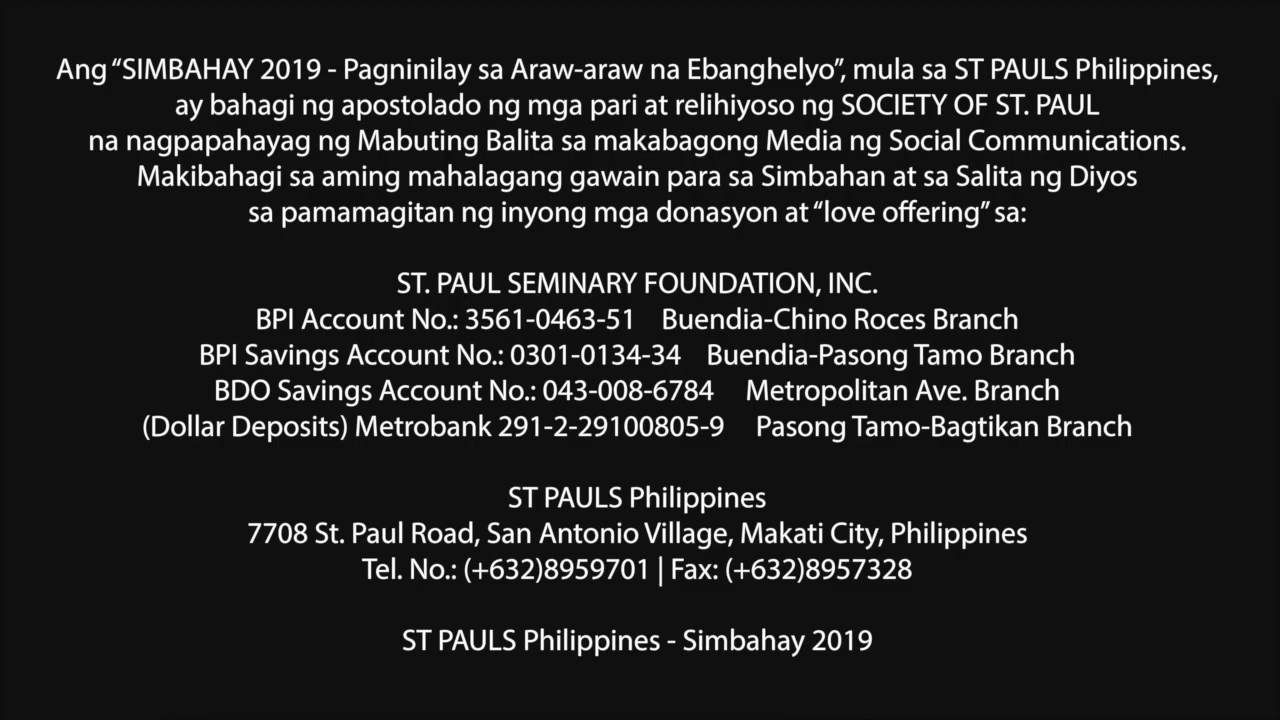 Ang “SIMBAHAY 2019 - Pagninilay sa Araw-araw na Ebanghelyo”, mula sa ST PAULS Philippines,
ay bahagi ng apostolado ng mga pari at relihiyoso ng SOCIETY OF ST. PAUL
na nagpapahayag ng Mabuting Balita sa makabagong Media ng Social Communications.
Makibahagi sa aming mahalagang gawain para sa Simbahan at sa Salita ng Diyos
sa pamamagitan ng inyong mga donasyon at “love offering” sa:
ST. PAUL SEMINARY FOUNDATION, INC.
BPI Account No.: 3561-0463-51 Buendia-Chino Roces Branch
BPI Savings Account No.: 0301-0134-34 Buendia-Pasong Tamo Branch
BDO Savings Account No.: 043-008-6784 Metropolitan Ave. Branch
(Dollar Deposits) Metrobank 291-2-29100805-9 Pasong Tamo-Bagtikan Branch
ST PAULS Philippines
7708 St. Paul Road, San Antonio Village, Makati City, Philippines
Tel. No.: (+632)8959701 | Fax: (+632)8957328
ST PAULS Philippines - Simbahay 2019